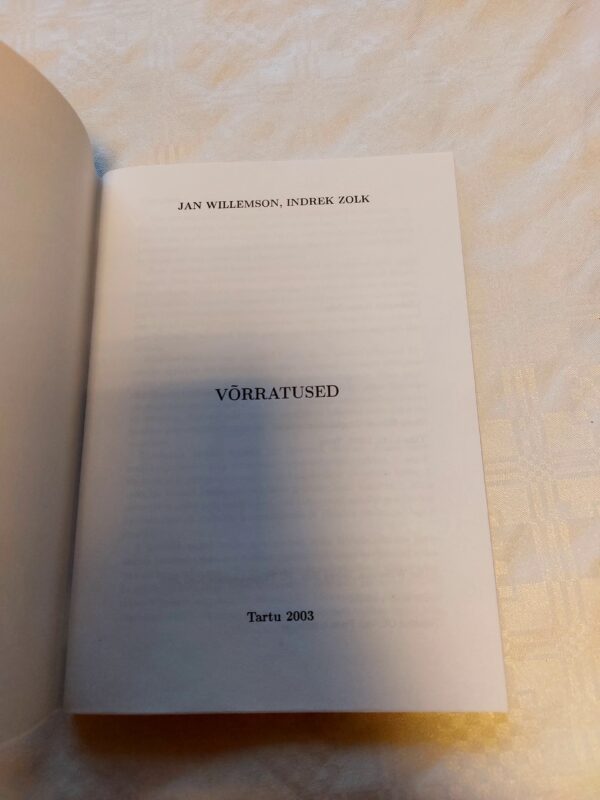 JAN WILLEMSON, INDREK ZOLK
VÕRRATUSED
Tartu 2003